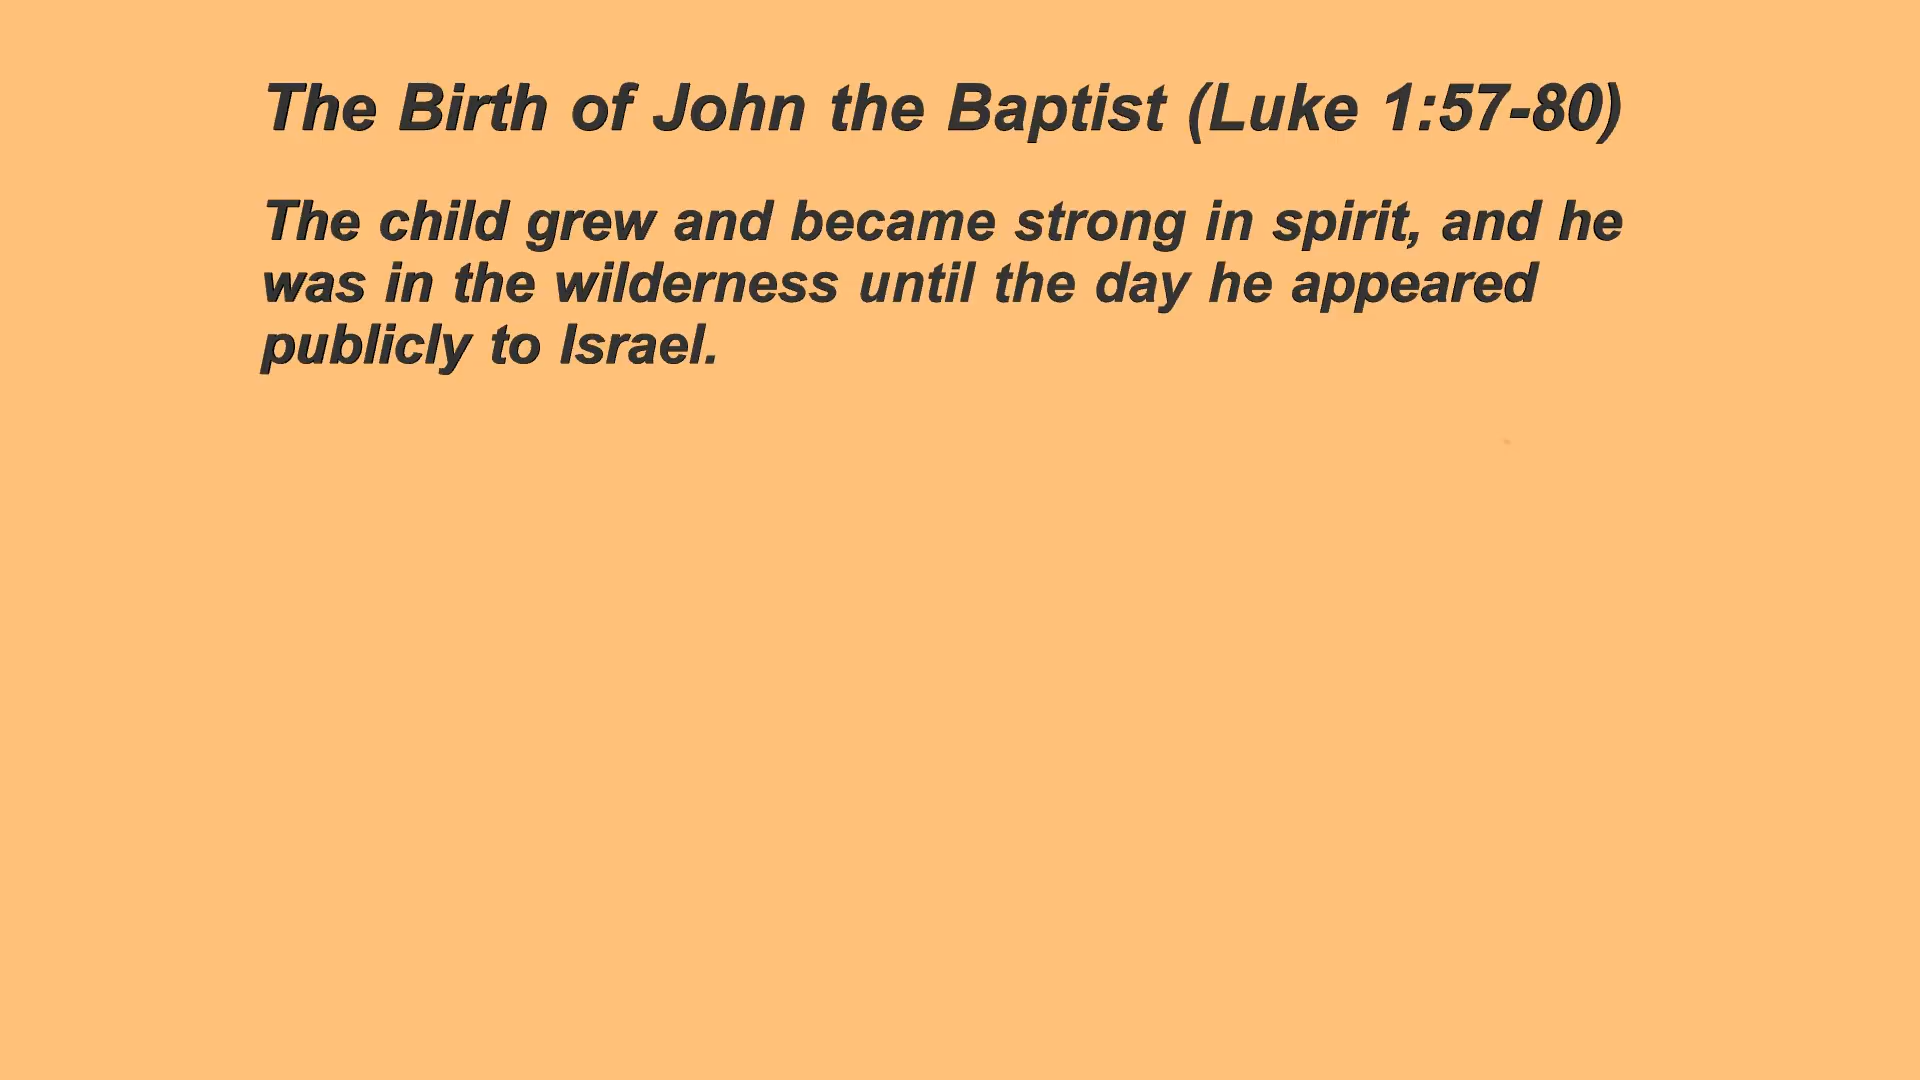 The Birth of John the Baptist (Luke 1:57-80)
The child grew and became strong in spirit, and he
was in the wilderness until the day he appeared
publicly to Israel.